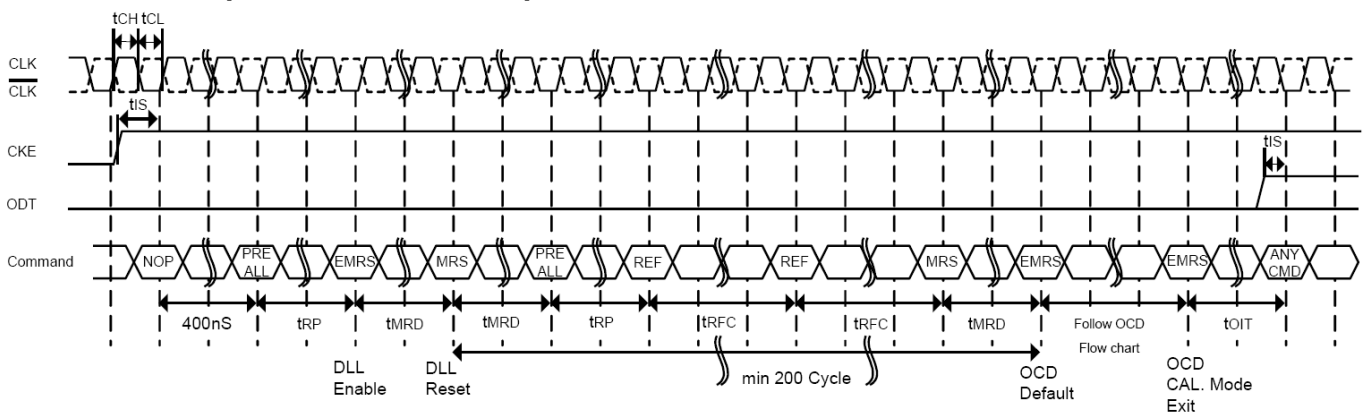 tCH tCL
CLK
CLK
tIS
CKE
tIS
ODT
Command NOP PRE ALL EMRS MRS PRE ALL REF REF MRS EMRS EMRS ANY CMD
400nS tRP tMRD tMRD tRP tRFC tRFC tMRD Follow OCD Flow chart tOIT
DLL Enable
DLL Reset
min 200 Cycle
OCD Default
OCD CAL. Mode Exit